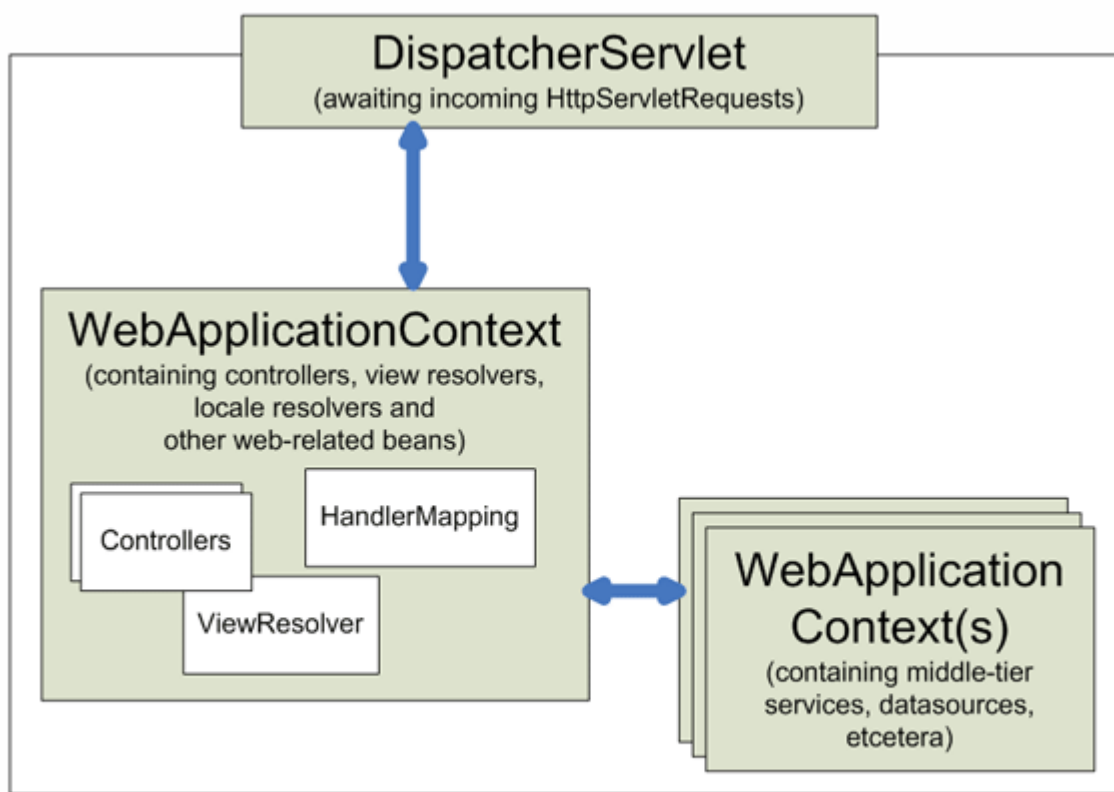 DispatcherServlet
(awaiting incoming HttpServletRequests)
WebApplicationContext
(containing controllers, view resolvers,
locale resolvers and
other web-related beans)
HandlerMapping
Controllers
ViewResolver
WebApplication
Context(s)
(containing middle-tier
services, datasources,
etcetera)